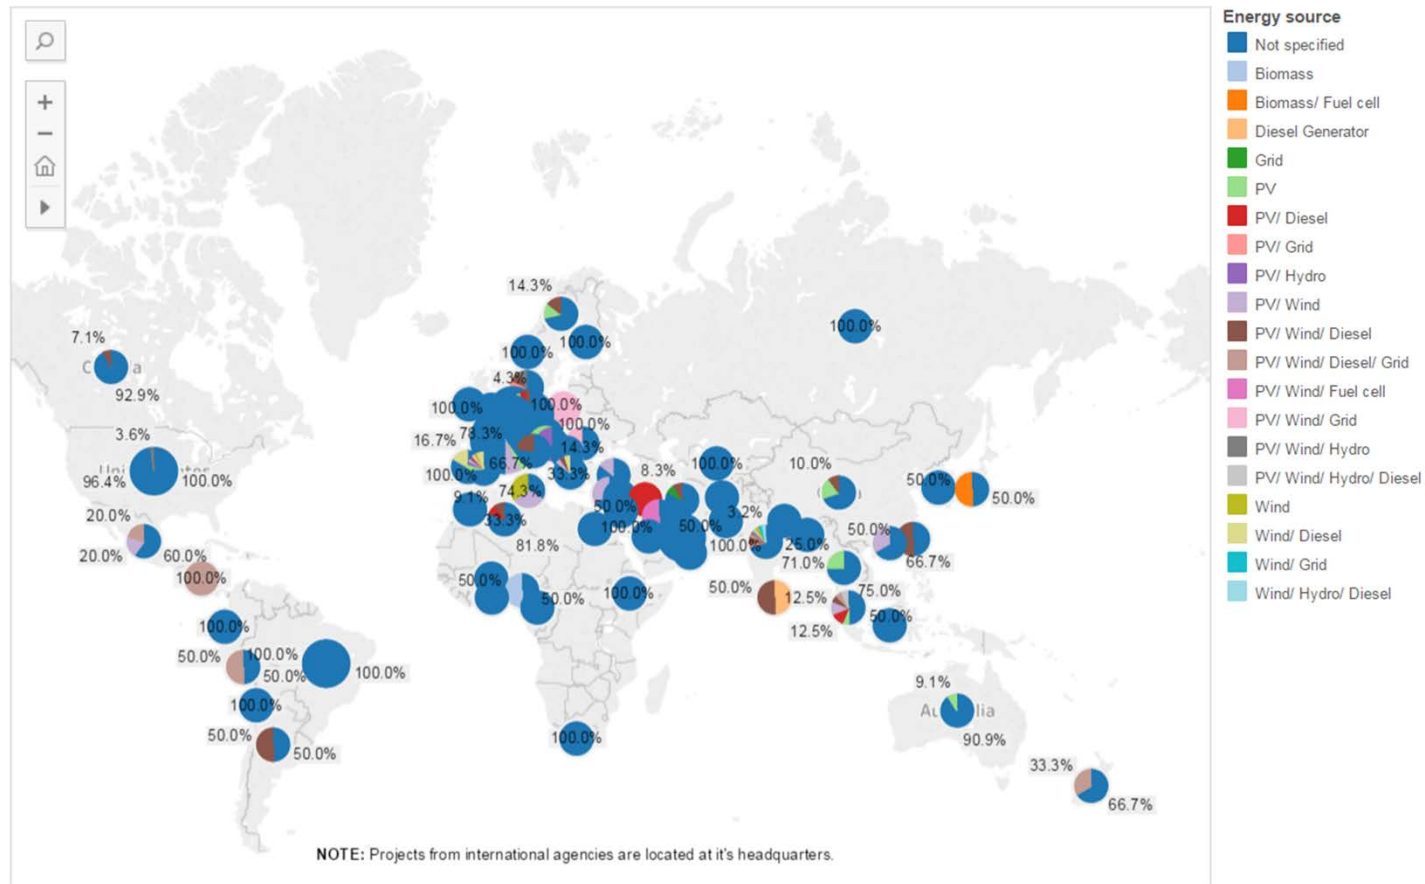 Energy source
Not specified
Biomass
Biomass/ Fuel cell
Diesel Generator
Grid
PV
PV/ Diesel
PV/ Grid
PV/ Hydro
PV/ Wind
PV/ Wind/ Diesel
PV/ Wind/ Diesel/ Grid
PV/ Wind/ Fuel cell
PV/ Wind/ Grid
PV/ Wind/ Hydro
PV/ Wind/ Hydro/ Diesel
Wind
Wind/ Diesel
Wind/ Grid
Wind/ Hydro/ Diesel
14.3%
100.0%
100.0%
100.0%
7.1%
92.9%
4.3%
100.0%
100.0%
100.0%
3.6%
16.7%
78.3%
14.3%
96.4%
100.0%
100.0%
66.7%
33.3%
8.3%
100.0%
10.0%
9.1%
74.3%
50.0%
50.0%
50.0%
20.0%
33.3%
100.0%
50.0%
3.2%
20.0%
60.0%
81.8%
100.0%
25.0%
50.0%
71.0%
66.7%
100.0%
50.0%
50.0%
100.0%
50.0%
12.5%
75.0%
12.5%
50.0%
100.0%
50.0%
100.0%
50.0%
100.0%
100.0%
9.1%
90.9%
50.0%
50.0%
100.0%
33.3%
66.7%
NOTE: Projects from international agencies are located at it's headquarters.